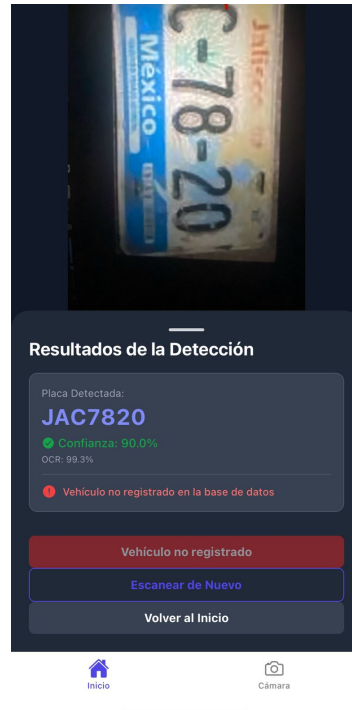 Jalisco
C-78-20
México
Resultados de la Detección
Placa Detectada:
JAC7820
Confianza: 90.0%
OCR: 99.3%
Vehículo no registrado en la base de datos
Vehículo no registrado
Escanear de Nuevo
Volver al Inicio
Inicio
Cámara